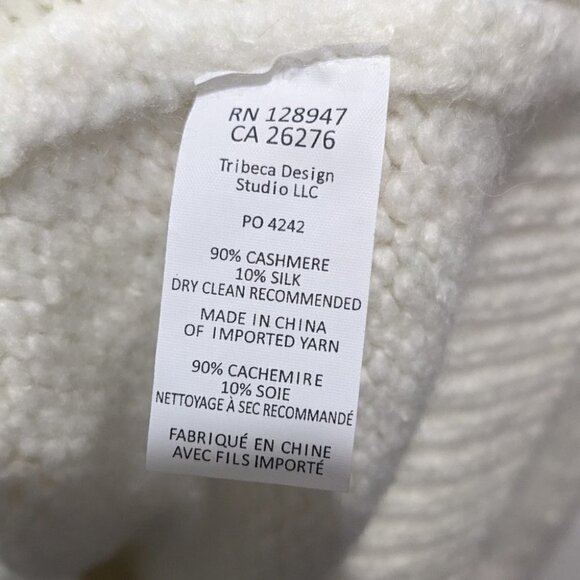 RN 128947
CA 26276
Tribeca Design
Studio LLC
PO 4242
90% CASHMERE
10% SILK
DRY CLEAN RECOMMENDED
MADE IN CHINA
OF IMPORTED YARN
90% CACHEMIRE
10% SOIE
NETTOYAGE À SEC RECOMMANDÉ
FABRIQUÉ EN CHINE
AVEC FILS IMPORTÉ